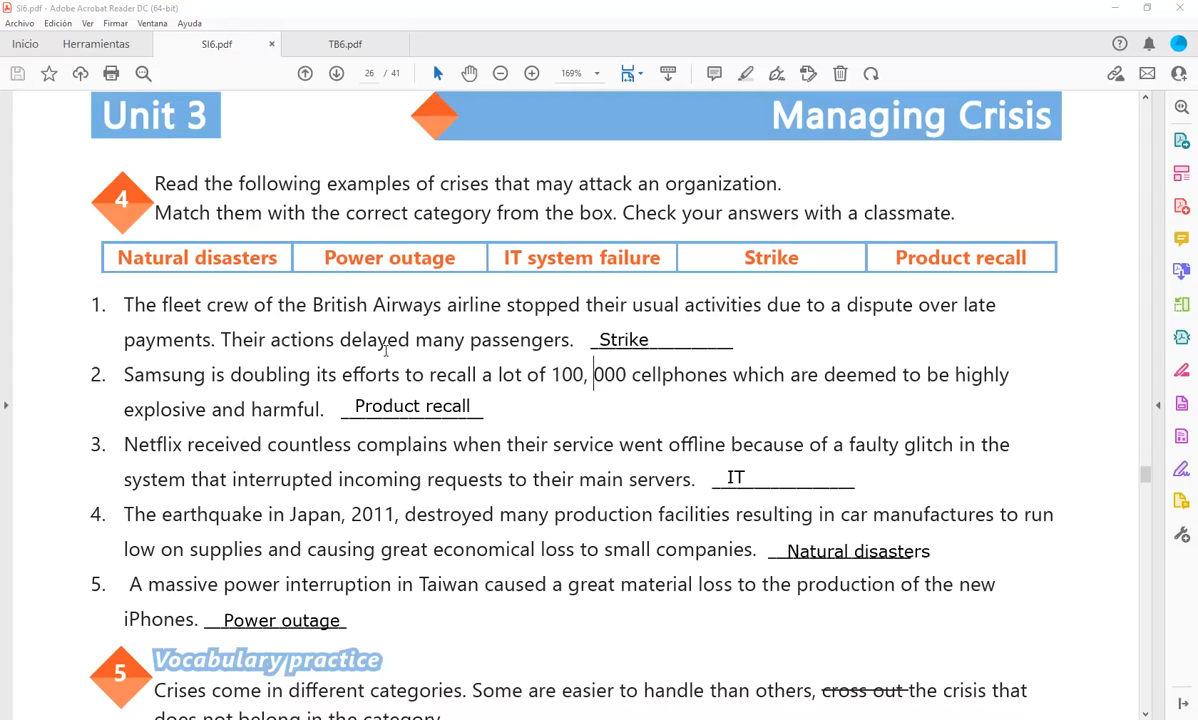 SI6.pdf - Adobe Acrobat Reader DC (64-bit)
Archivo Edición Ver Firmar Ventana Ayuda
Inicio Herramientas SI6.pdf × TB6.pdf
26 / 41 169%
Unit 3 Managing Crisis
4 Read the following examples of crises that may attack an organization.
Match them with the correct category from the box. Check your answers with a classmate.
Natural disasters Power outage IT system failure Strike Product recall
1. The fleet crew of the British Airways airline stopped their usual activities due to a dispute over late
payments. Their actions delayed many passengers. Strike
2. Samsung is doubling its efforts to recall a lot of 100, 000 cellphones which are deemed to be highly
explosive and harmful. Product recall
3. Netflix received countless complains when their service went offline because of a faulty glitch in the
system that interrupted incoming requests to their main servers. IT
4. The earthquake in Japan, 2011, destroyed many production facilities resulting in car manufactures to run
low on supplies and causing great economical loss to small companies. Natural disasters
5. A massive power interruption in Taiwan caused a great material loss to the production of the new
iPhones. Power outage
5 Vocabulary practice
Crises come in different categories. Some are easier to handle than others, cross out the crisis that
does not belong in the category.